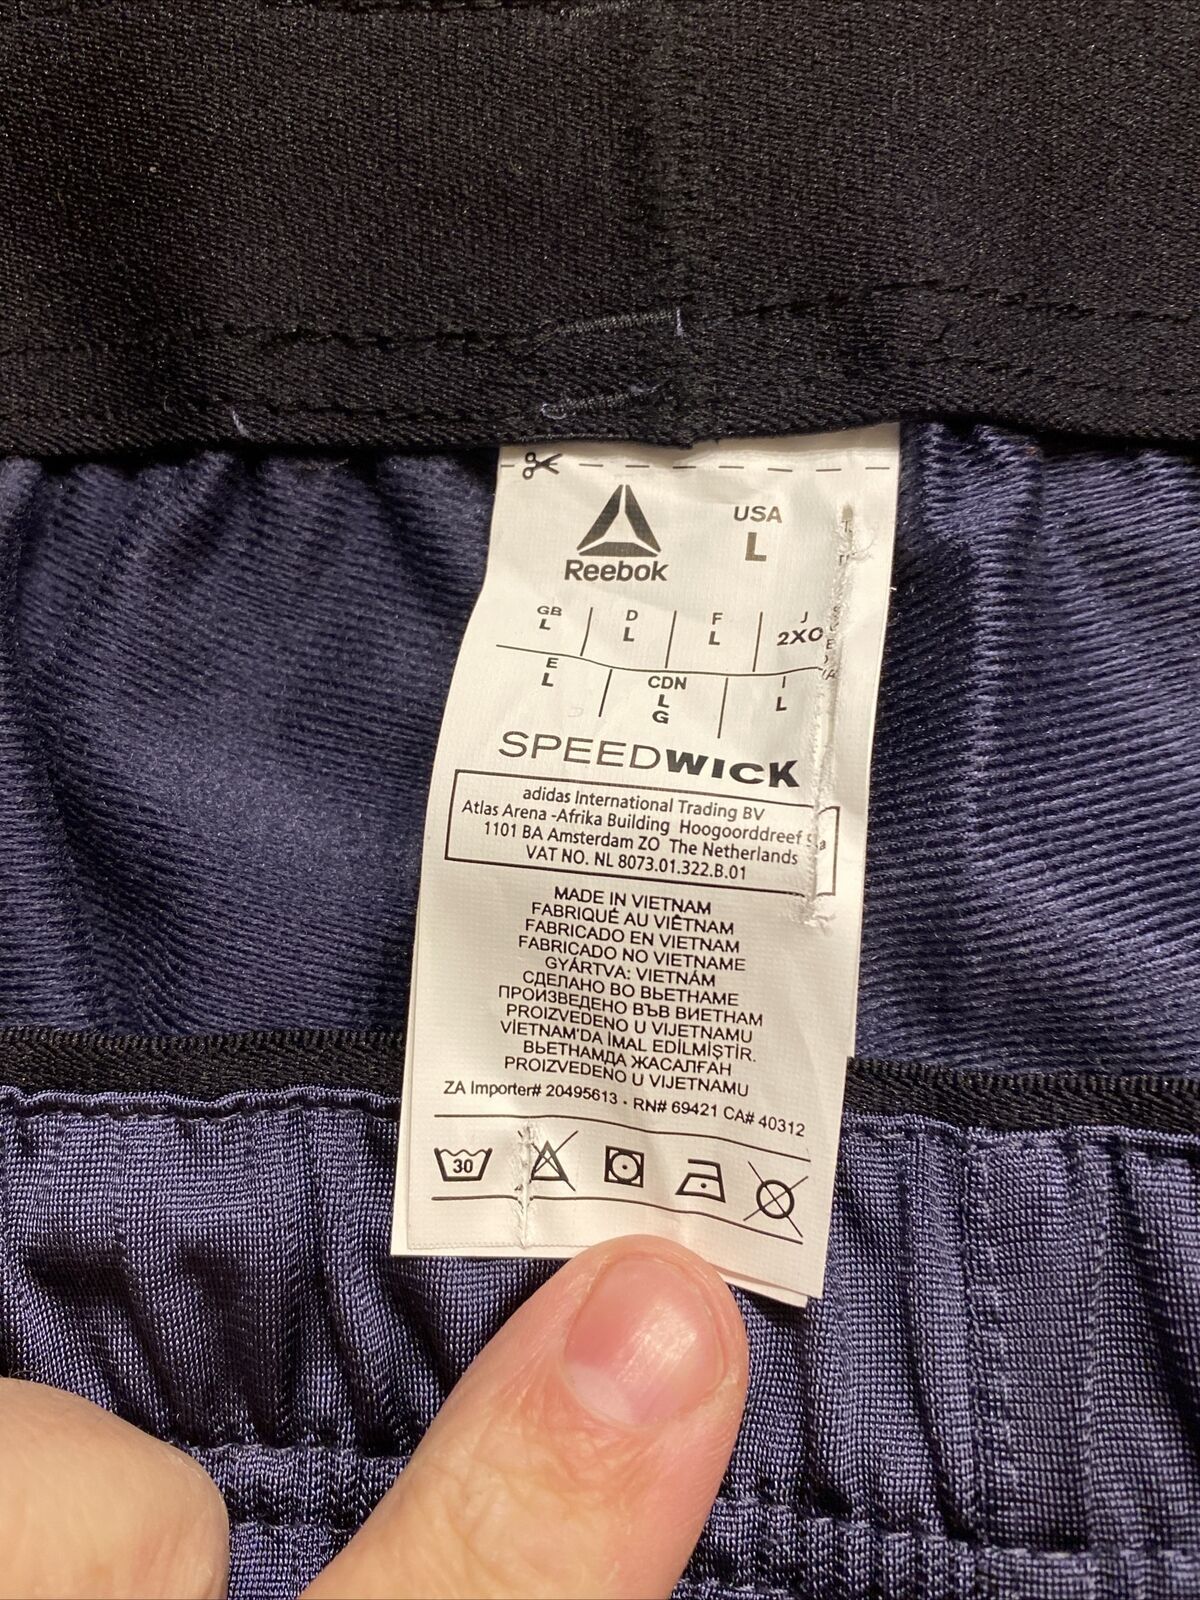 Reebok
USA
L
GB D F J
L L L 2XO
E CDN I
L L L
G
SPEEDWICK
adidas International Trading BV
Atlas Arena -Afrika Building Hoogoorddreef 9a
1101 BA Amsterdam ZO The Netherlands
VAT NO. NL 8073.01.322.B.01
MADE IN VIETNAM
FABRIQUÉ AU VIÊTNAM
FABRICADO EN VIETNAM
FABRICADO NO VIETNAME
GYÁRTVA: VIETNÁM
СДЕЛАНО ВО ВЬЕТНАМЕ
ПРОИЗВЕДЕНО ВЪВ ВИЕТНАМ
PROIZVEDENO U VIJETNAMU
VİETNAM'DA İMAL EDİLMİŞTİR.
ВЬЕТНАМДА ЖАСАЛҒАН
PROIZVEDENO U VIJETNAMU
ZA Importer# 20495613 · RN# 69421 CA# 40312
30